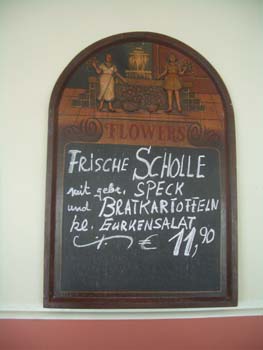 FLOWERS
FRISCHE SCHOLLE
mit gebr. SPECK
und BRATKARTOFFELN
kl. GURKENSALAT
€ 11,90